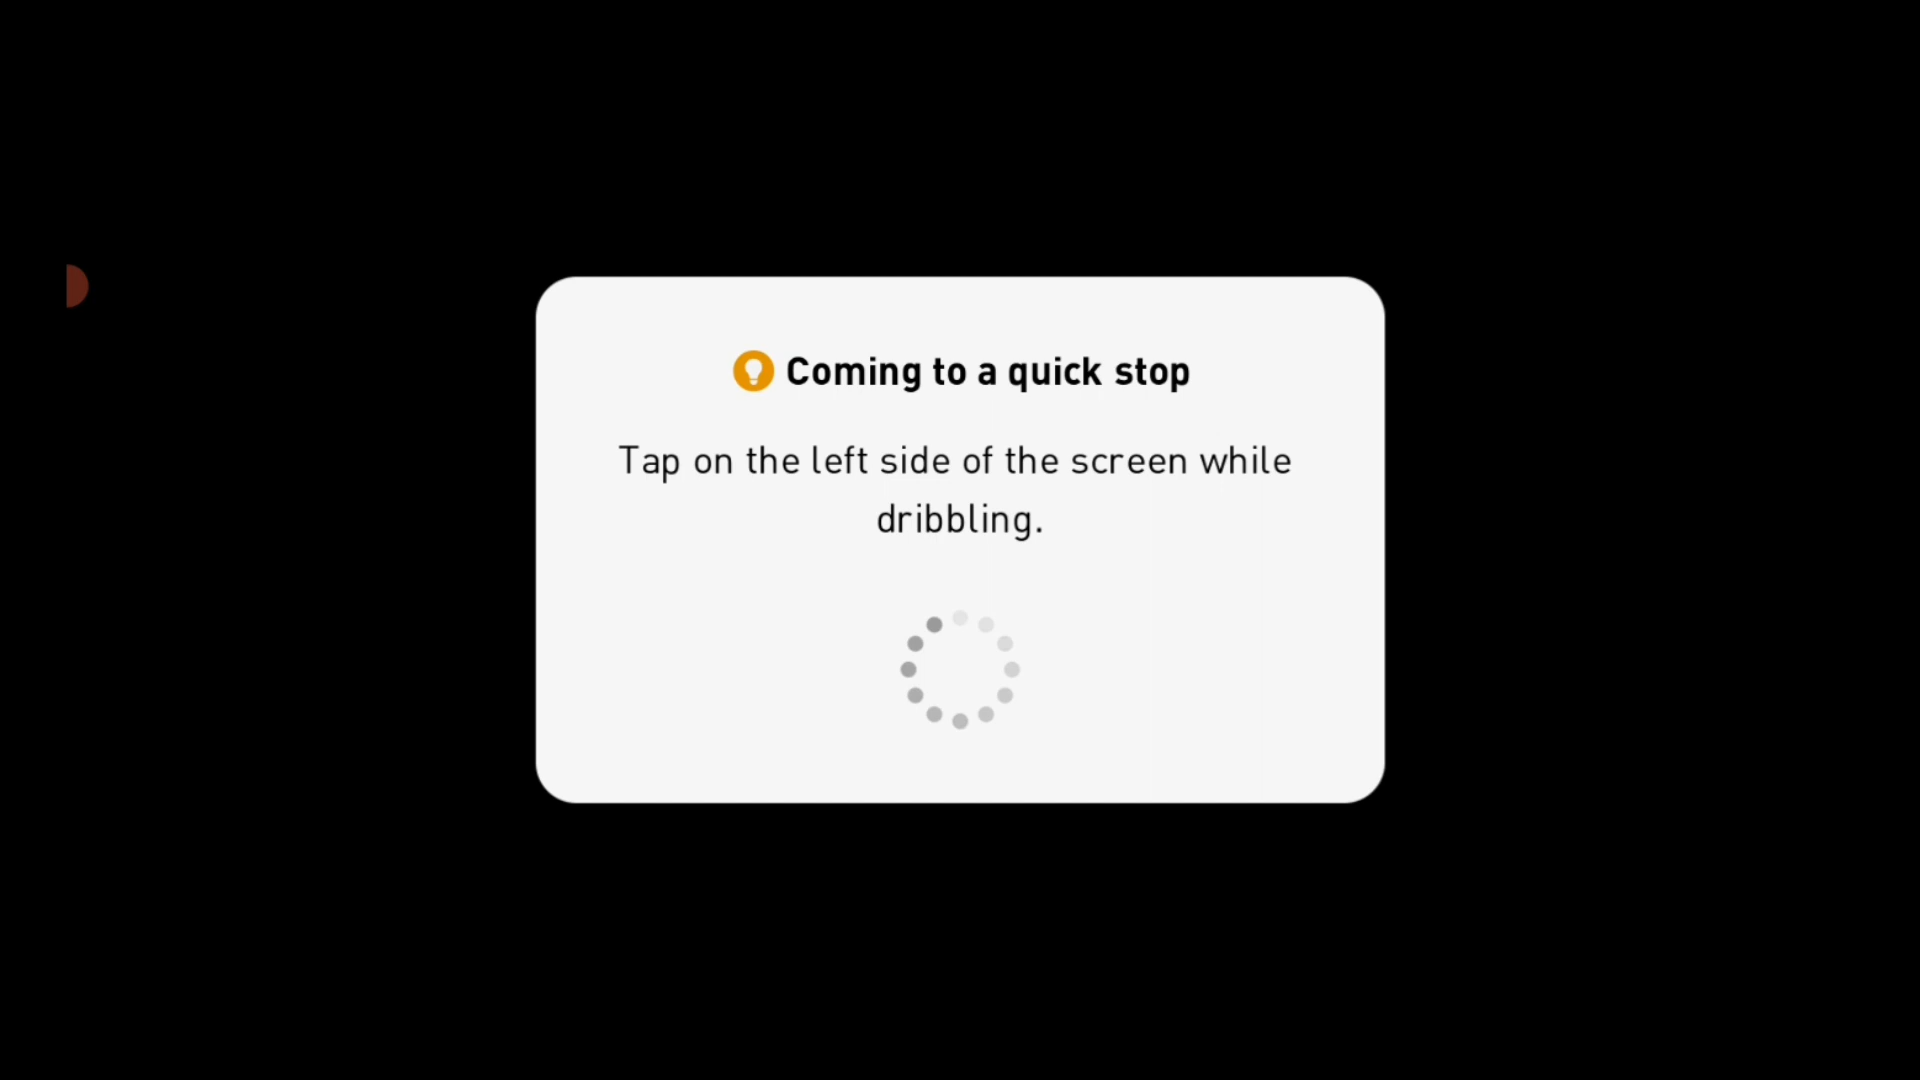 Coming to a quick stop
Tap on the left side of the screen while
dribbling.